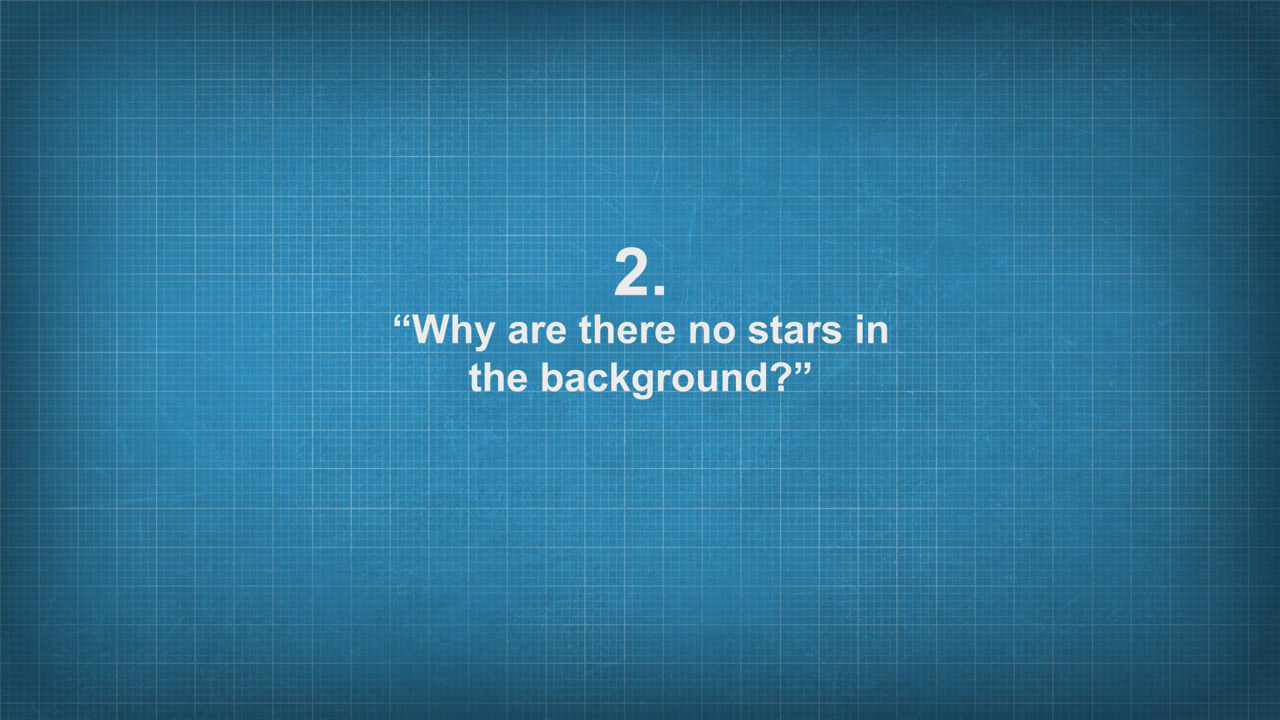 2.
“Why are there no stars in
the background?”